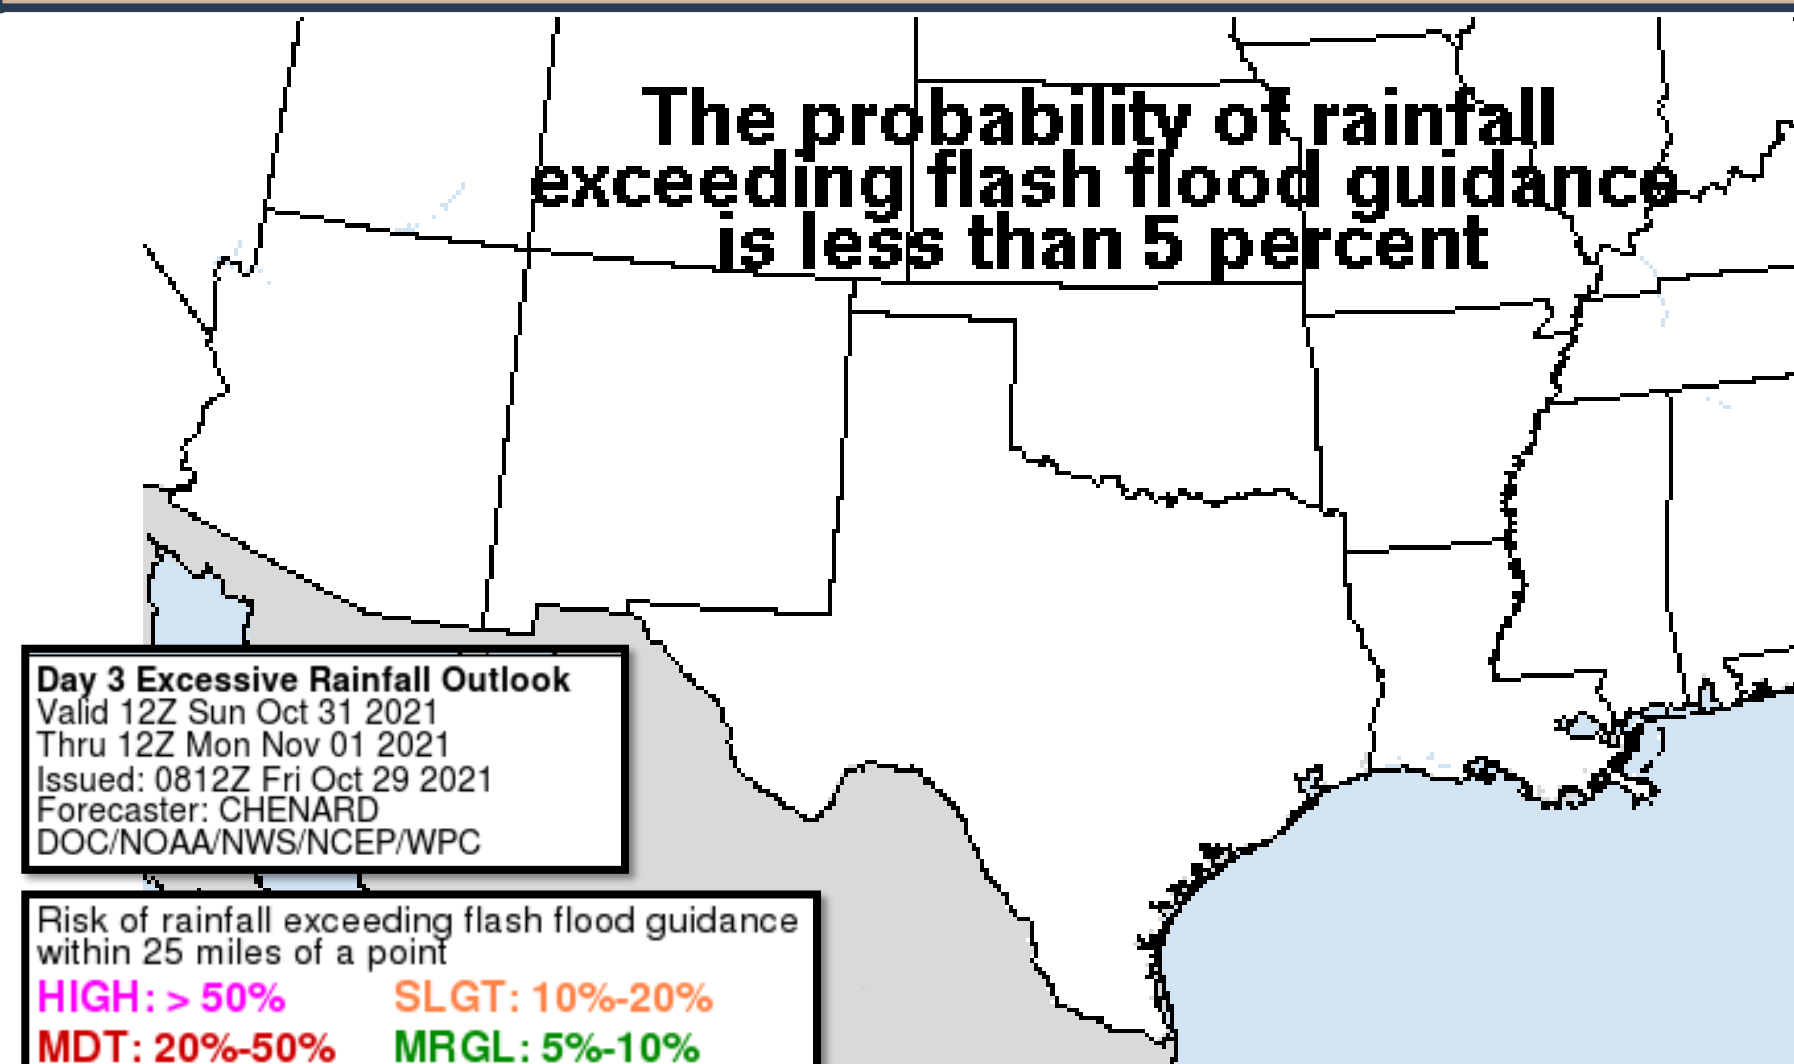 The probability of rainfall
exceeding flash flood guidance
is less than 5 percent
Day 3 Excessive Rainfall Outlook
Valid 12Z Sun Oct 31 2021
Thru 12Z Mon Nov 01 2021
Issued: 0812Z Fri Oct 29 2021
Forecaster: CHENARD
DOC/NOAA/NWS/NCEP/WPC
Risk of rainfall exceeding flash flood guidance
within 25 miles of a point
HIGH: > 50% SLGT: 10%-20%
MDT: 20%-50% MRGL: 5%-10%